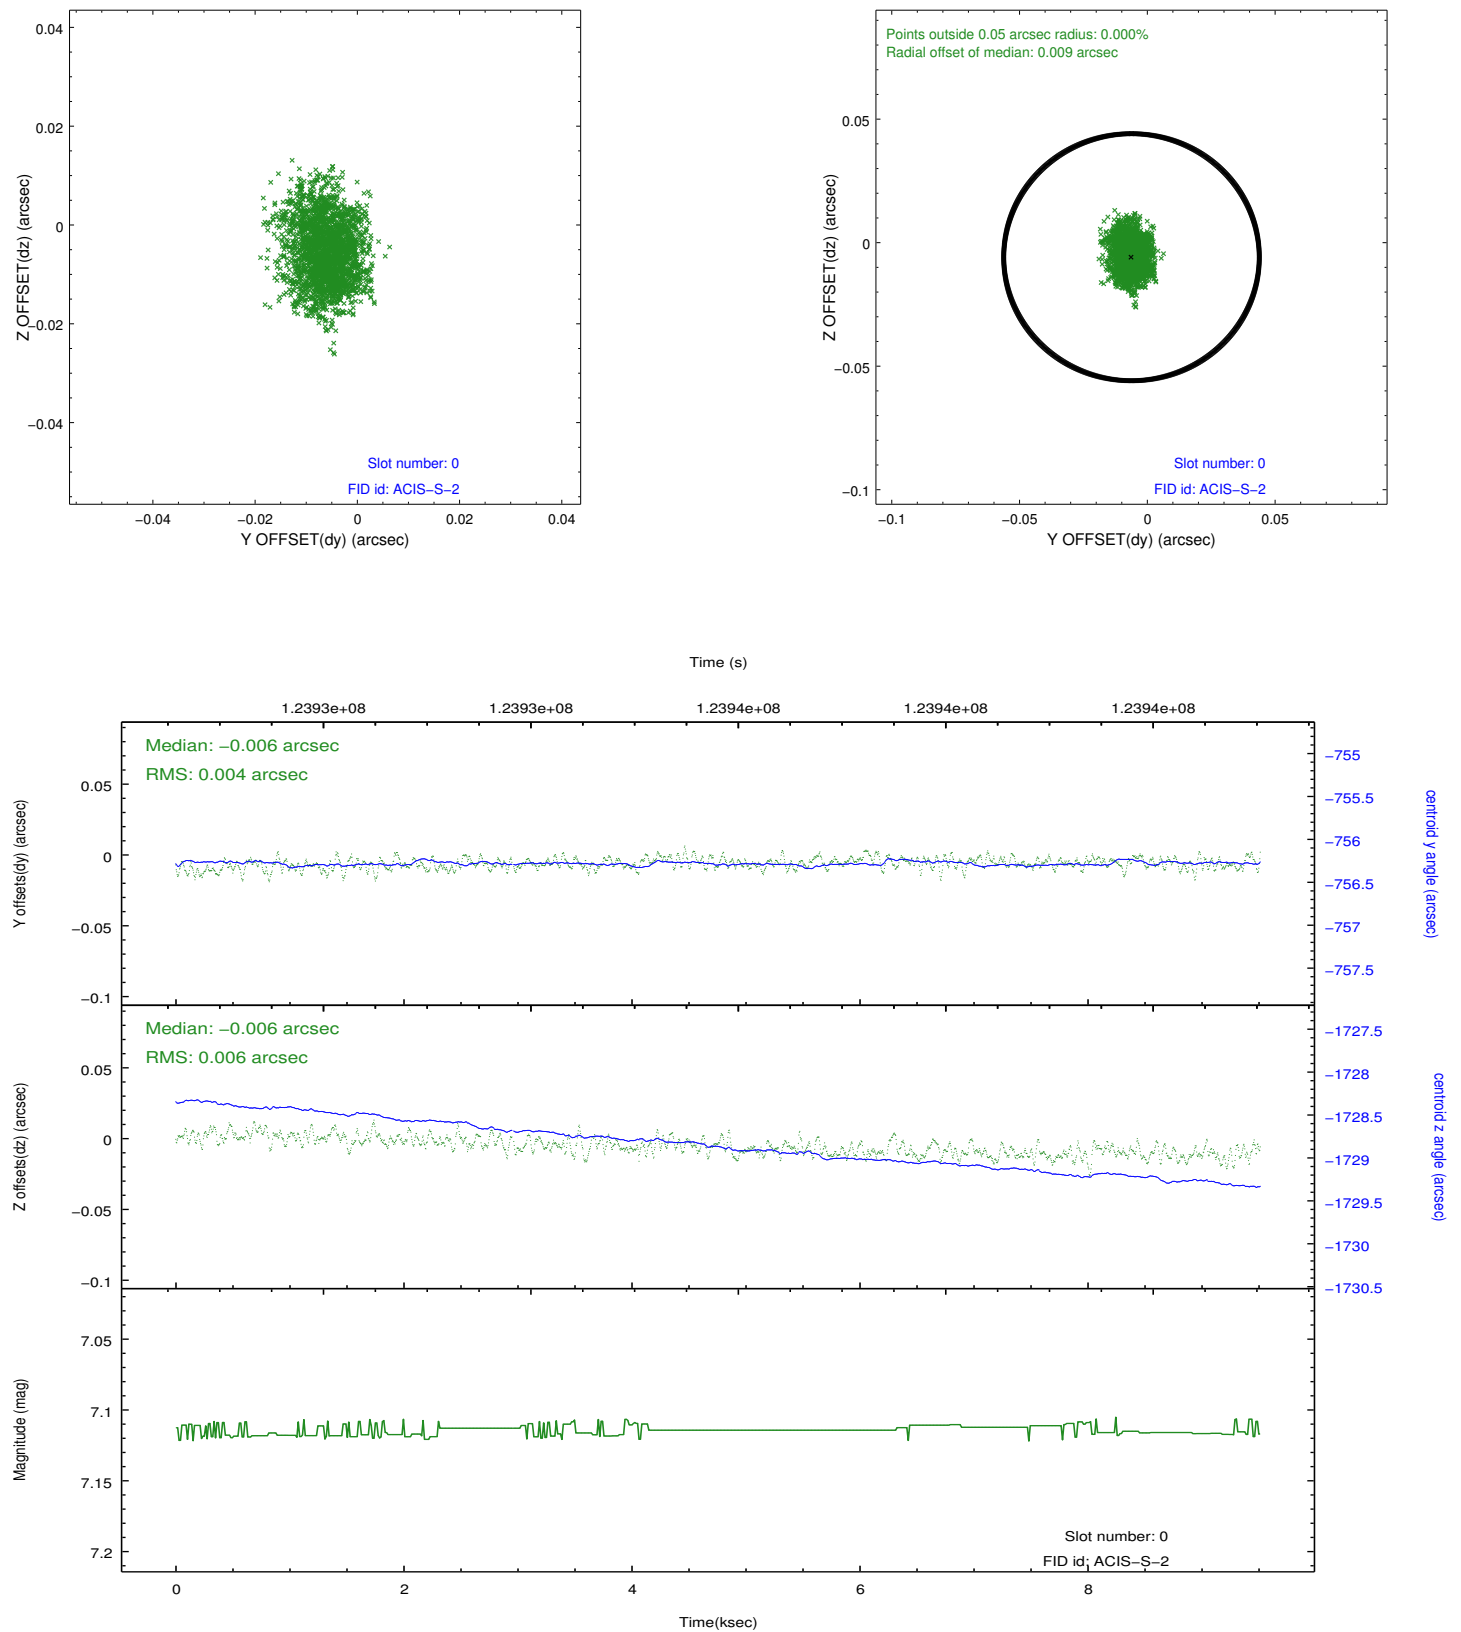 0.04
0.02
0
−0.02
−0.04
Z OFFSET(dz) (arcsec)
Slot number: 0
FID id: ACIS−S−2
−0.04
−0.02
0
0.02
0.04
Y OFFSET(dy) (arcsec)
Points outside 0.05 arcsec radius: 0.000%
Radial offset of median: 0.009 arcsec
0.05
0
−0.05
−0.1
Z OFFSET(dz) (arcsec)
Slot number: 0
FID id: ACIS−S−2
−0.1
−0.05
0
0.05
Y OFFSET(dy) (arcsec)
Time (s)
1.2393e+08
1.2393e+08
1.2394e+08
1.2394e+08
1.2394e+08
Median: −0.006 arcsec
RMS: 0.004 arcsec
0.05
0
−0.05
−0.1
Y offsets(dy) (arcsec)
−755
−755.5
−756
−756.5
−757
−757.5
centroid y angle (arcsec)
Median: −0.006 arcsec
RMS: 0.006 arcsec
0.05
0
−0.05
−0.1
Z offsets(dz) (arcsec)
−1727.5
−1728
−1728.5
−1729
−1729.5
−1730
−1730.5
centroid z angle (arcsec)
7.05
7.1
7.15
7.2
Magnitude (mag)
Slot number: 0
FID id: ACIS−S−2
0
2
4
6
8
Time(ksec)